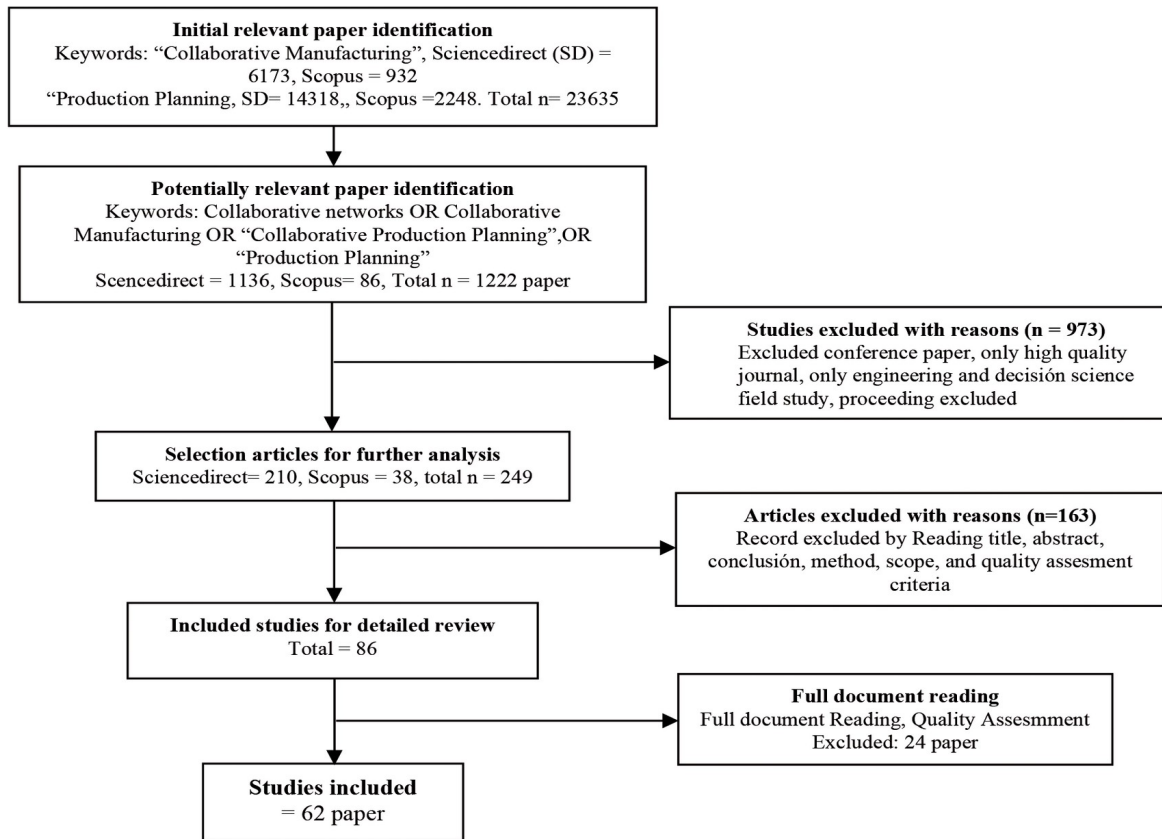 Initial relevant paper identification
Keywords: “Collaborative Manufacturing”, Sciencedirect (SD) =
6173, Scopus = 932
“Production Planning, SD= 14318,, Scopus =2248. Total n= 23635
Potentially relevant paper identification
Keywords: Collaborative networks OR Collaborative
Manufacturing OR “Collaborative Production Planning”,OR
“Production Planning”
Scencedirect = 1136, Scopus= 86, Total n = 1222 paper
Studies excluded with reasons (n = 973)
Excluded conference paper, only high quality
journal, only engineering and decisión science
field study, proceeding excluded
Selection articles for further analysis
Sciencedirect= 210, Scopus = 38, total n = 249
Articles excluded with reasons (n=163)
Record excluded by Reading title, abstract,
conclusión, method, scope, and quality assesment
criteria
Included studies for detailed review
Total = 86
Full document reading
Full document Reading, Quality Assesmment
Excluded: 24 paper
Studies included
= 62 paper